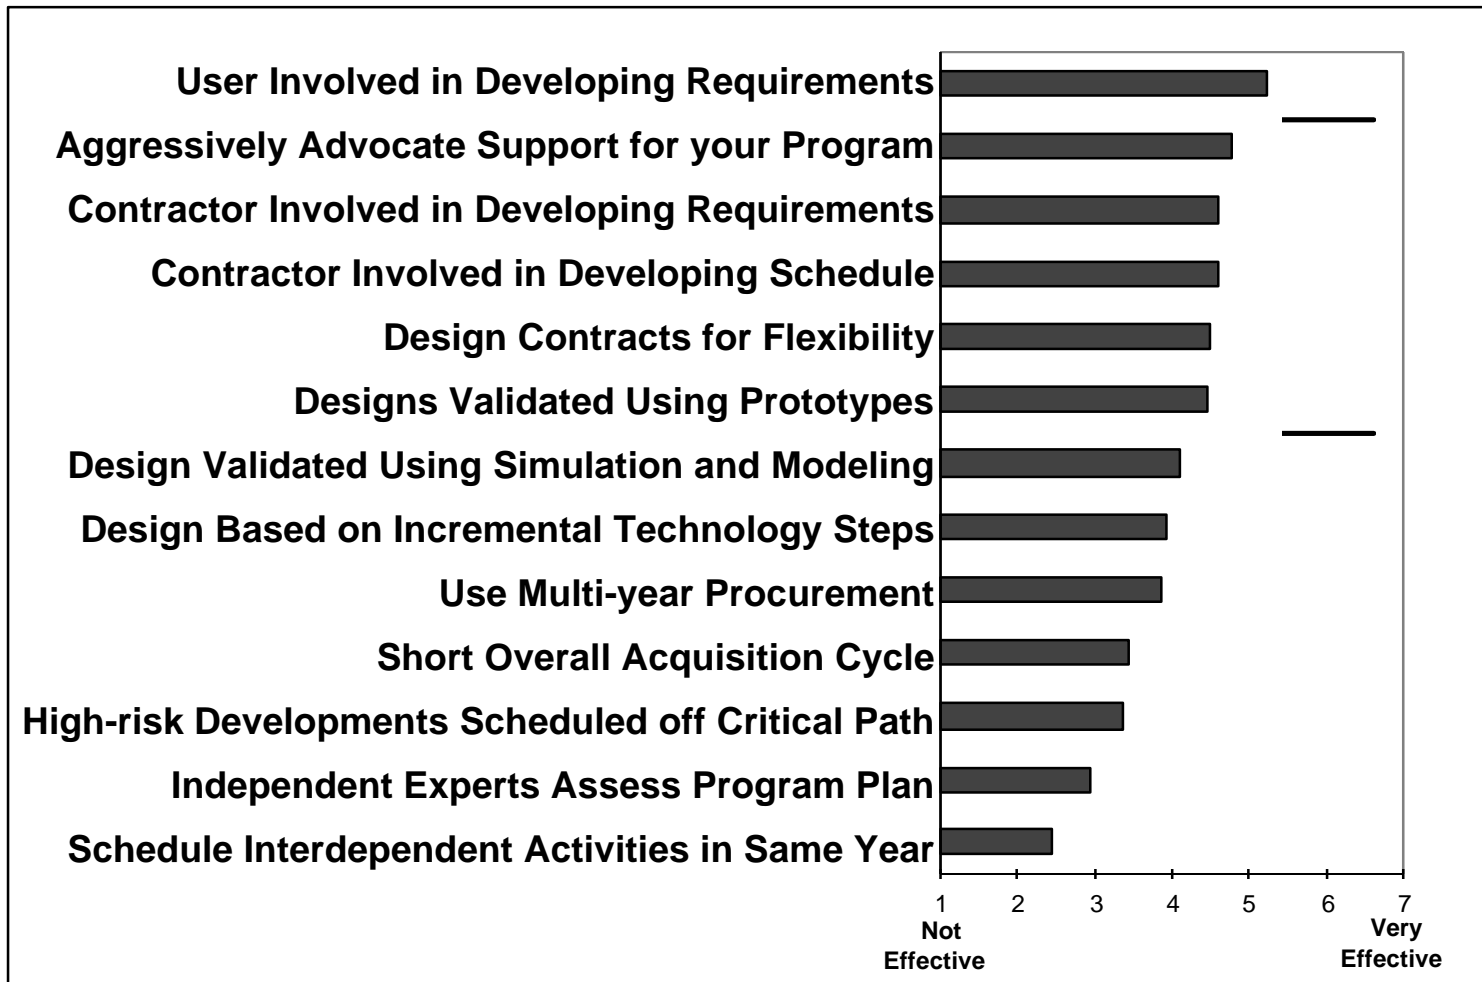 User Involved in Developing Requirements
Aggressively Advocate Support for your Program
Contractor Involved in Developing Requirements
Contractor Involved in Developing Schedule
Design Contracts for Flexibility
Designs Validated Using Prototypes
Design Validated Using Simulation and Modeling
Design Based on Incremental Technology Steps
Use Multi-year Procurement
Short Overall Acquisition Cycle
High-risk Developments Scheduled off Critical Path
Independent Experts Assess Program Plan
Schedule Interdependent Activities in Same Year
1 2 3 4 5 6 7
Not
Effective
Very
Effective